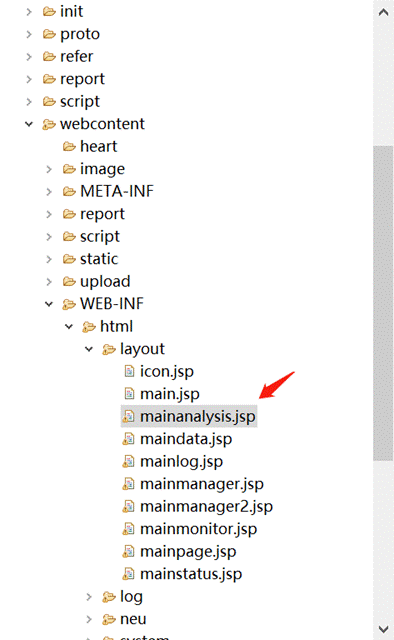 init
proto
refer
report
script
webcontent
heart
image
META-INF
report
script
static
upload
WEB-INF
html
layout
icon.jsp
main.jsp
mainanalysis.jsp
maindata.jsp
mainlog.jsp
mainmanager.jsp
mainmanager2.jsp
mainmonitor.jsp
mainpage.jsp
mainstatus.jsp
log
neu